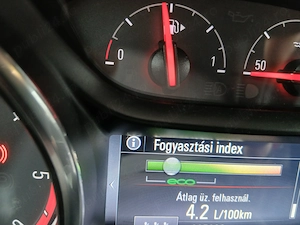 0
1
50
5
i Fogyasztási index
eco
Átlag üz. felhasznál.
4.2 L/100km